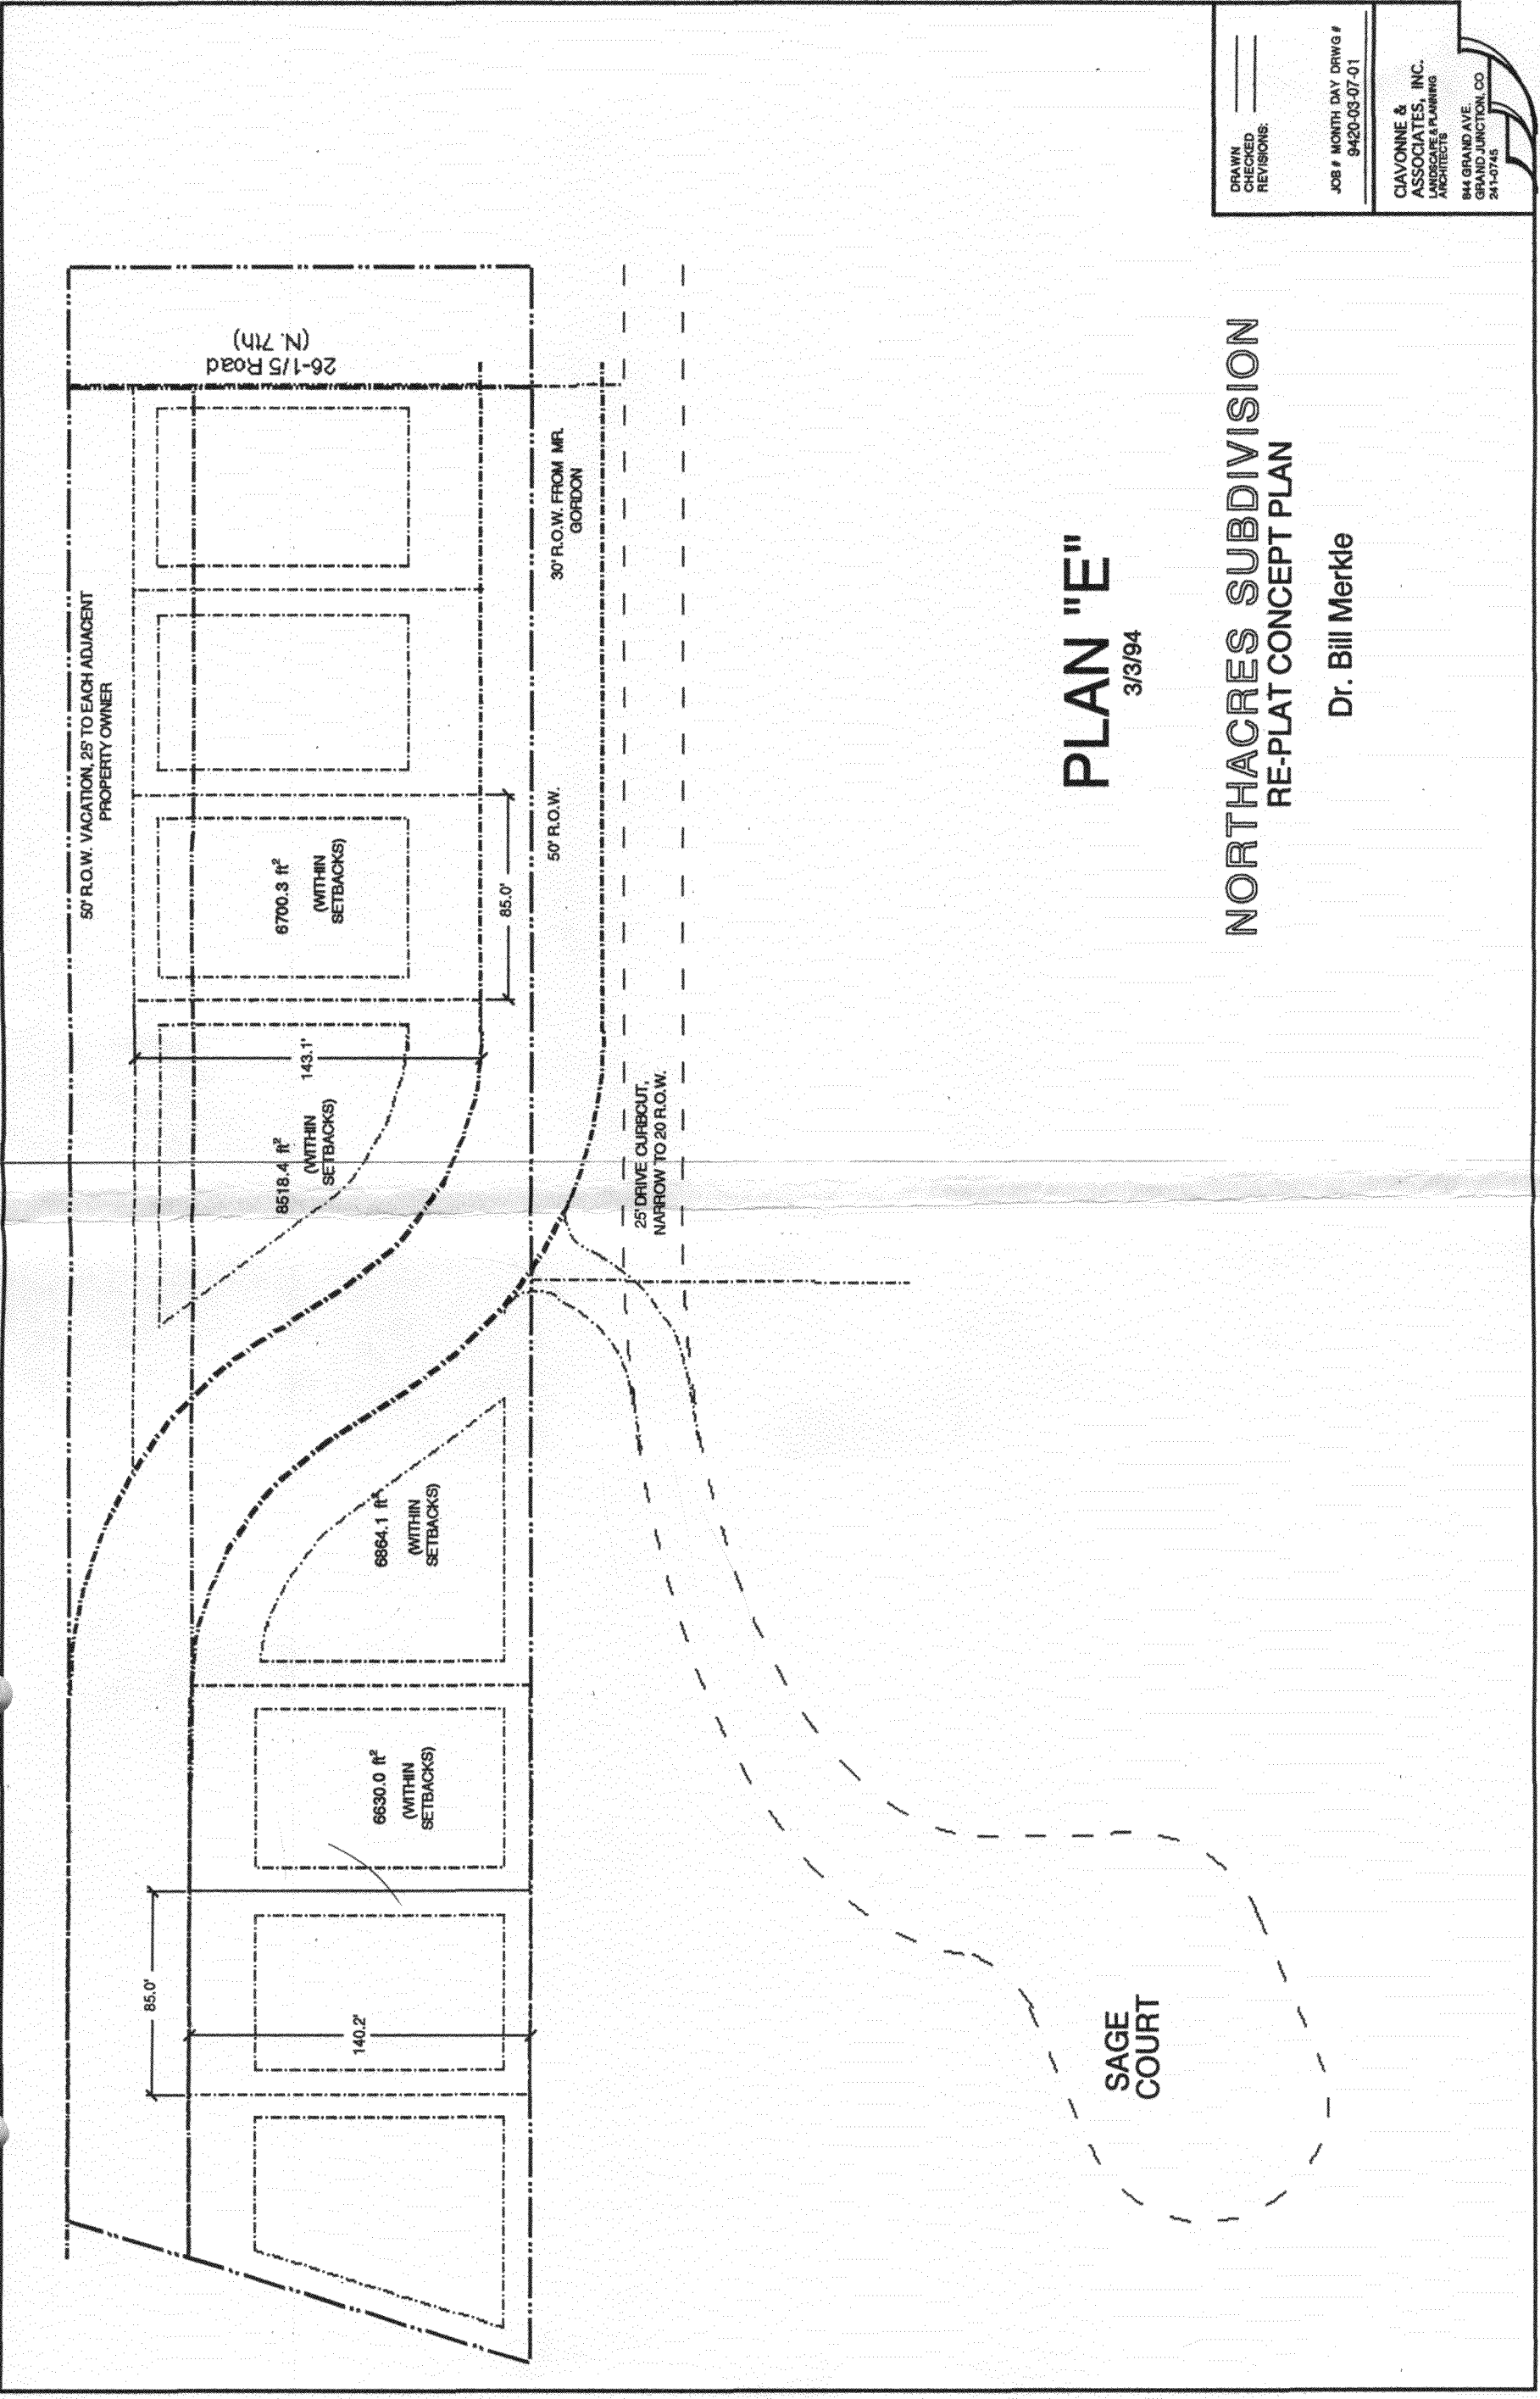 50' R.O.W. VACATION, 25' TO EACH ADJACENT
PROPERTY OWNER
26-1/5 Road
(N. 7th)
30' R.O.W. FROM MR.
GORDON
50' R.O.W.
85.0'
6700.3 ft²
(WITHIN
SETBACKS)
143.1'
8518.4 ft²
(WITHIN
SETBACKS)
25' DRIVE CURBCUT,
NARROW TO 20 R.O.W.
6864.1 ft²
(WITHIN
SETBACKS)
6630.0 ft²
(WITHIN
SETBACKS)
85.0'
140.2'
SAGE
COURT
PLAN "E"
3/3/94
NORTHACRES SUBDIVISION
RE-PLAT CONCEPT PLAN
Dr. Bill Merkle
DRAWN
CHECKED
REVISIONS:
JOB # MONTH DAY DRWG #
9420-03-07-01
CIAVONNE &
ASSOCIATES, INC.
LANDSCAPE & PLANNING
ARCHITECTS
844 GRAND AVE.
GRAND JUNCTION, CO
241-0745